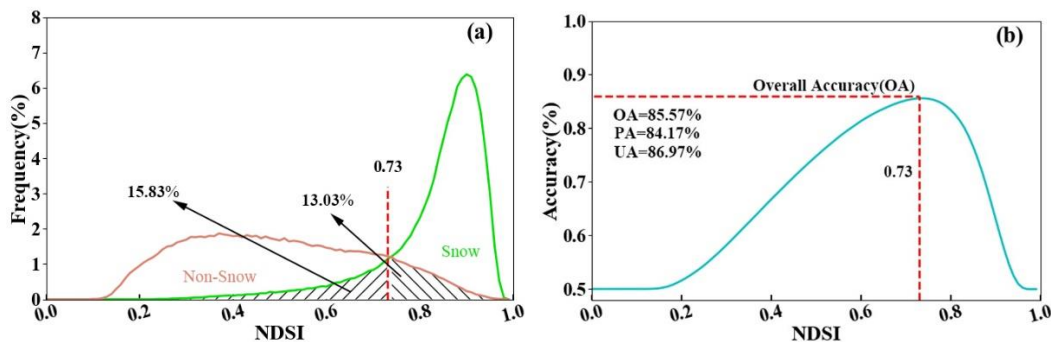 (a)
Frequency(%)
8
7
6
5
4
3
2
1
0
0.73
15.83%
13.03%
Non-Snow
Snow
0.0
0.2
0.4
0.6
0.8
1.0
NDSI
(b)
Accuracy(%)
1.0
0.9
0.8
0.7
0.6
0.5
Overall Accuracy(OA)
OA=85.57%
PA=84.17%
UA=86.97%
0.73
0.0
0.2
0.4
0.6
0.8
1.0
NDSI